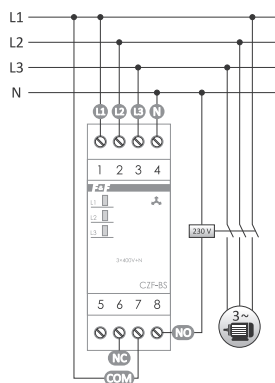 L1
L2
L3
N
L1 L2 L3 N
1 2 3 4
F&F
L1
L2
L3
3×400V+N
CZF-BS
5 6 7 8
230 V
3~
NO
NC
COM